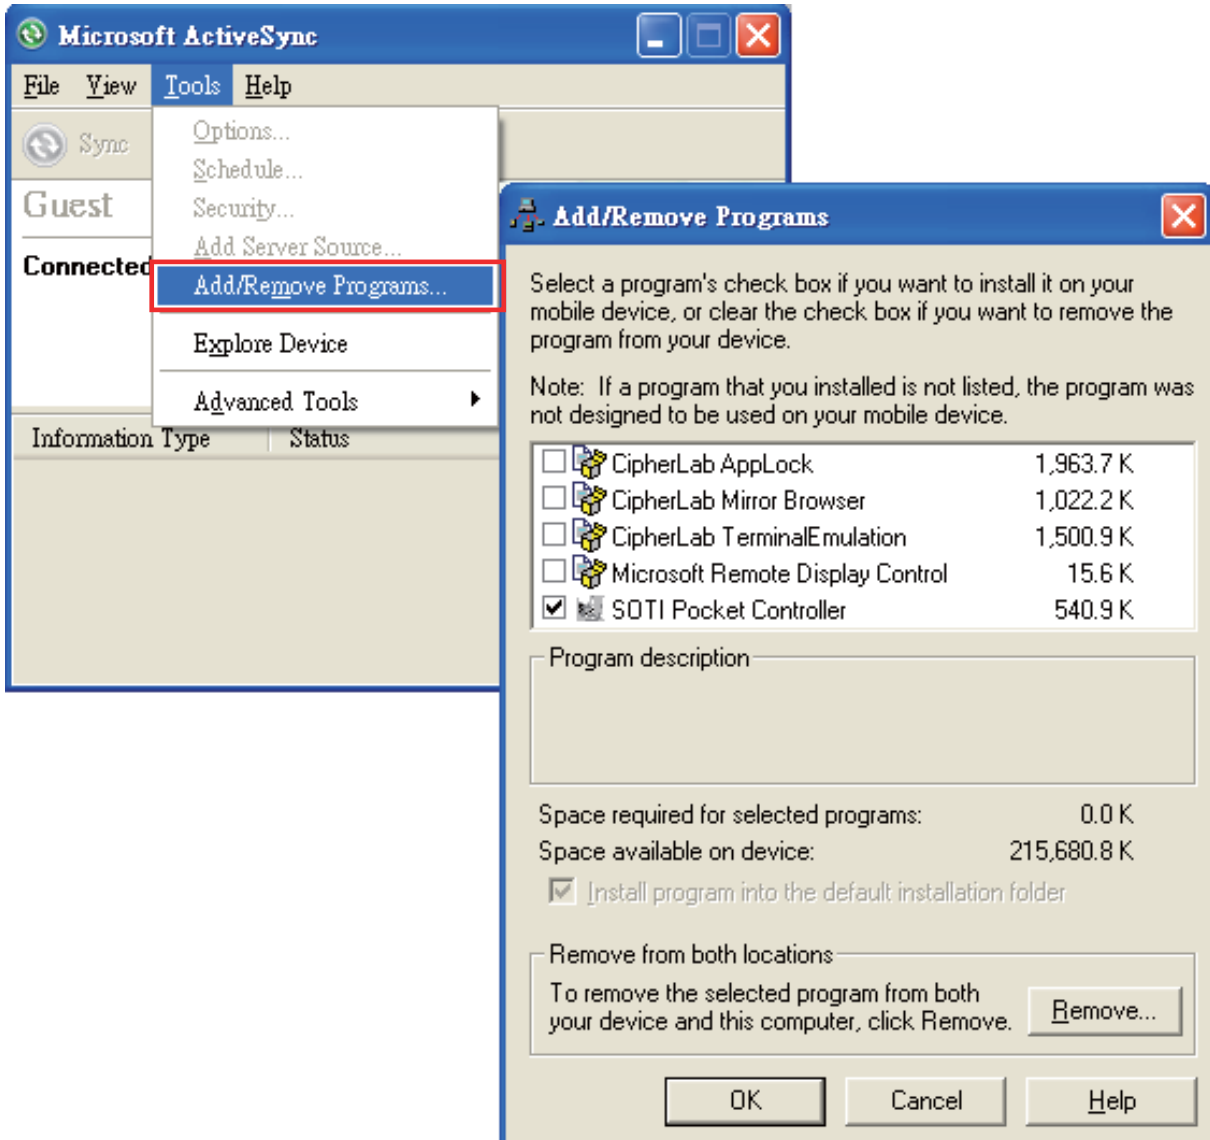 Microsoft ActiveSync
File View Tools Help
Sync
Options...
Schedule...
Security...
Add Server Source...
Add/Remove Programs...
Explore Device
Advanced Tools
Guest
Connected
Information Type Status
Add/Remove Programs
Select a program's check box if you want to install it on your
mobile device, or clear the check box if you want to remove the
program from your device.
Note: If a program that you installed is not listed, the program was
not designed to be used on your mobile device.
CipherLab AppLock 1,963.7 K
CipherLab Mirror Browser 1,022.2 K
CipherLab TerminalEmulation 1,500.9 K
Microsoft Remote Display Control 15.6 K
SOTI Pocket Controller 540.9 K
Program description
Space required for selected programs: 0.0 K
Space available on device: 215,680.8 K
Install program into the default installation folder
Remove from both locations
To remove the selected program from both
your device and this computer, click Remove.
Remove...
OK Cancel Help